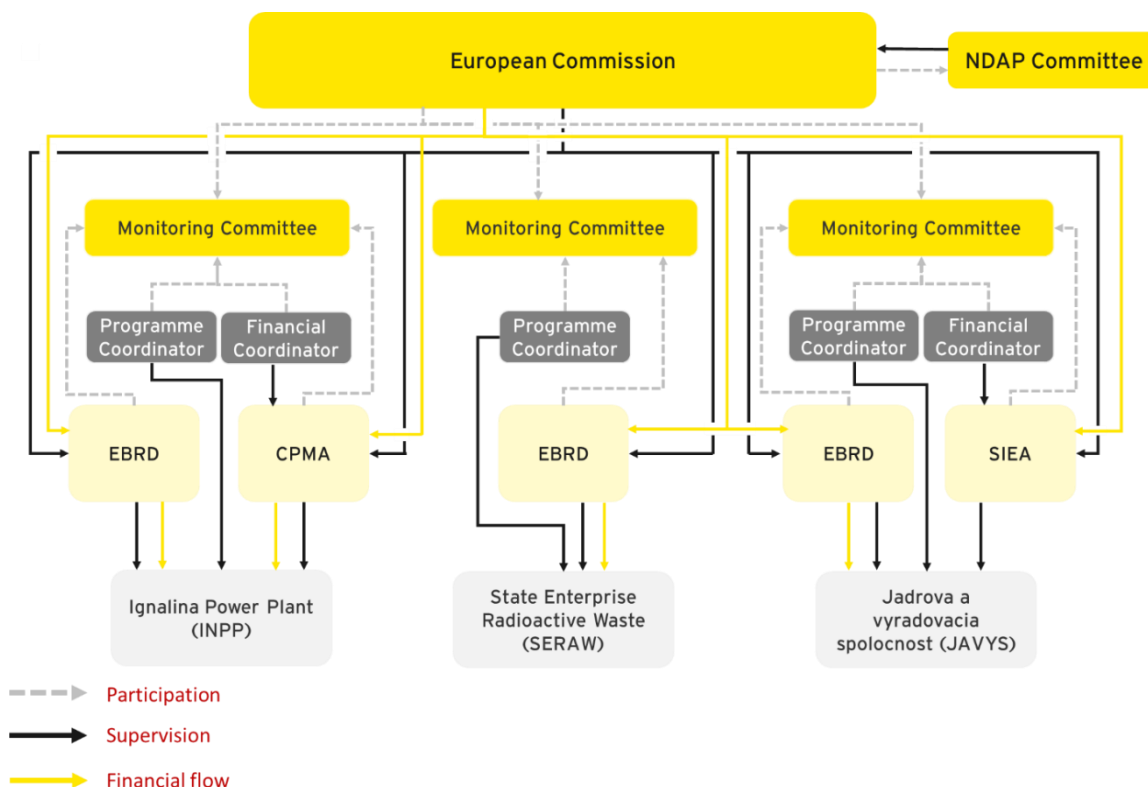 European Commission
NDAP Committee
Monitoring Committee
Monitoring Committee
Monitoring Committee
Programme
Coordinator
Financial
Coordinator
Programme
Coordinator
Programme
Coordinator
Financial
Coordinator
EBRD
CPMA
EBRD
EBRD
SIEA
Ignalina Power Plant
(INPP)
State Enterprise
Radioactive Waste
(SERAW)
Jadrova a
vyradovacia
spolocnost (JAVYS)
Participation
Supervision
Financial flow